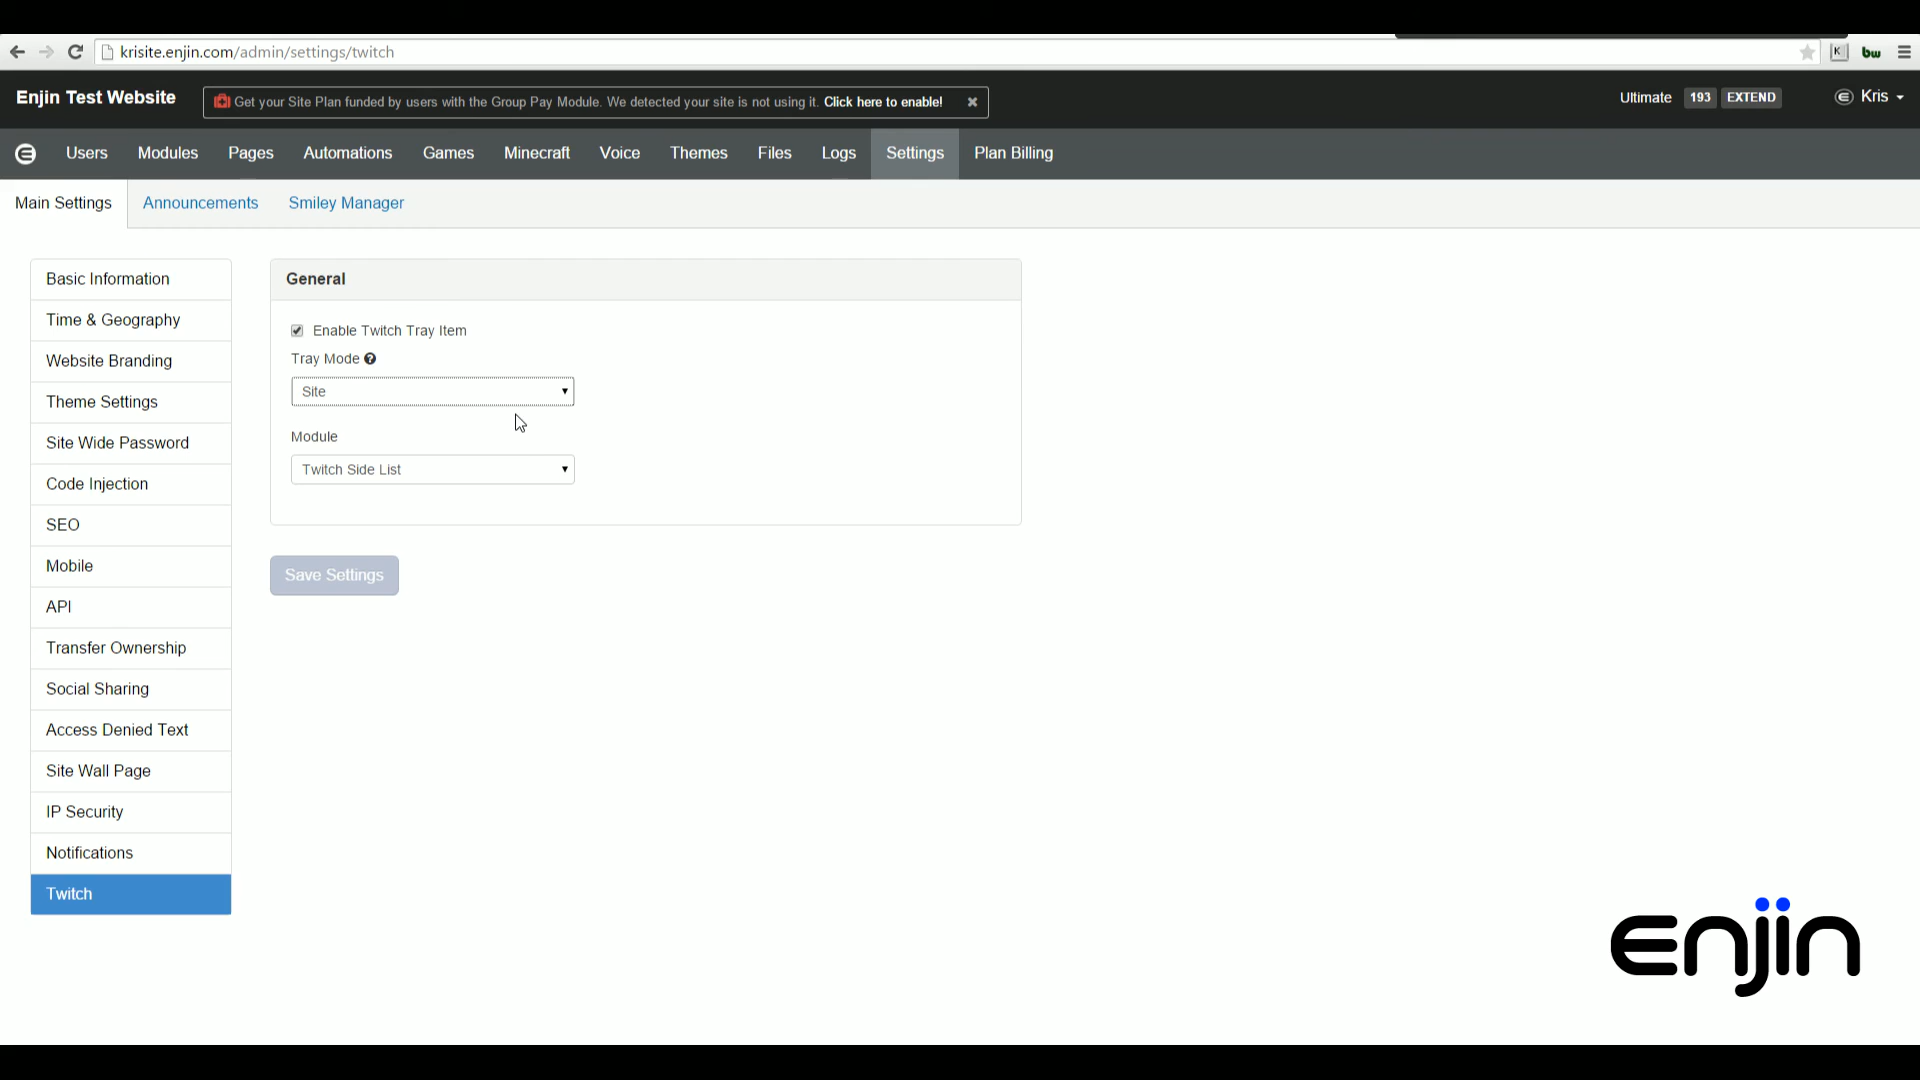 krisite.enjin.com/admin/settings/twitch
K
bw
Enjin Test Website
Get your Site Plan funded by users with the Group Pay Module. We detected your site is not using it. Click here to enable!
Ultimate 193 EXTEND
Kris
Users Modules Pages Automations Games Minecraft Voice Themes Files Logs Settings Plan Billing
Main Settings Announcements Smiley Manager
Basic Information
Time & Geography
Website Branding
Theme Settings
Site Wide Password
Code Injection
SEO
Mobile
API
Transfer Ownership
Social Sharing
Access Denied Text
Site Wall Page
IP Security
Notifications
Twitch
General
Enable Twitch Tray Item
Tray Mode ?
Site
Module
Twitch Side List
Save Settings
enjin